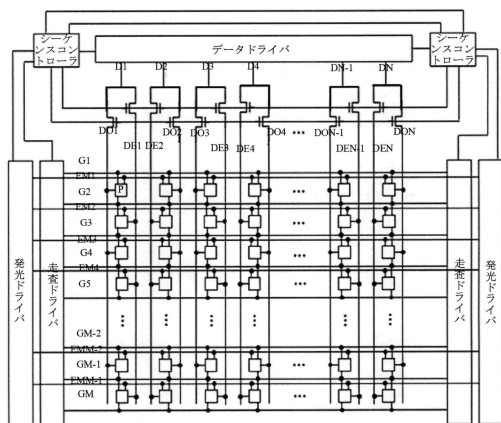 シーケンスコントローラ
データドライバ
シーケンスコントローラ
D1 D2 D3 D4 DN-1 DN
DO1 DE1 DE2 DO2 DO3 DE3 DE4 DO4 ... DON-1 DEN-1 DEN DON
G1
EM1
G2 P ...
EM2
G3
EM3
G4 ...
EM4
G5 ...
GM-2
EMM-2
GM-1 ...
EMM-1
GM ...
発光ドライバ
走査ドライバ
走査ドライバ
発光ドライバ